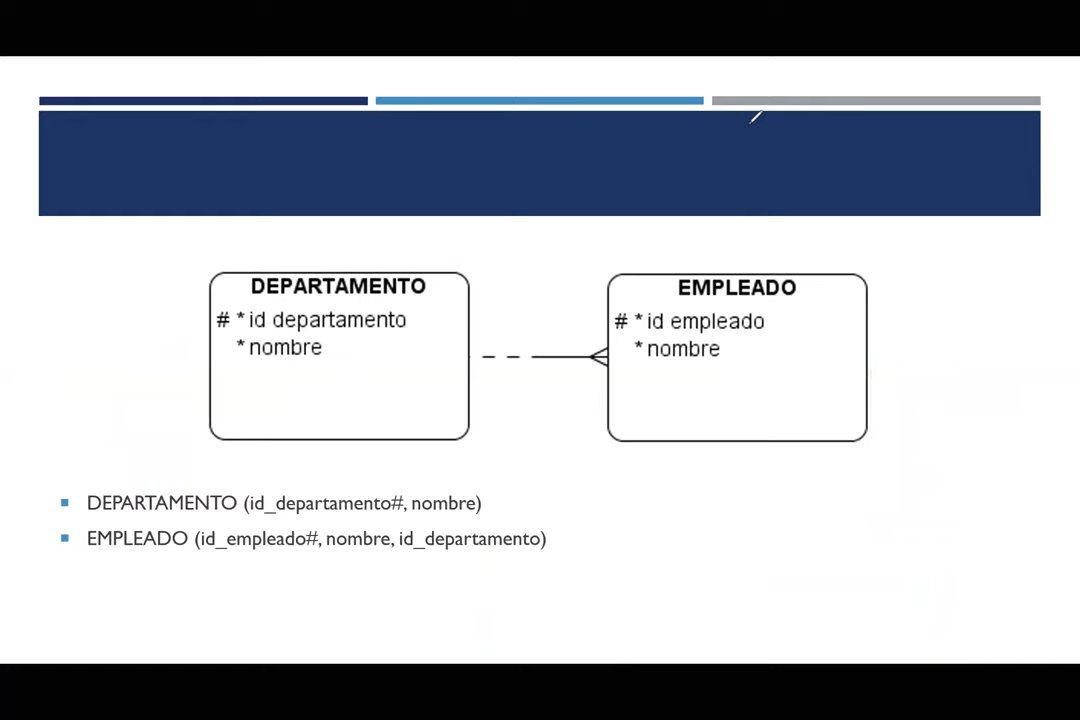 DEPARTAMENTO
# * id departamento
* nombre
EMPLEADO
# * id empleado
* nombre
DEPARTAMENTO (id_departamento#, nombre)
EMPLEADO (id_empleado#, nombre, id_departamento)